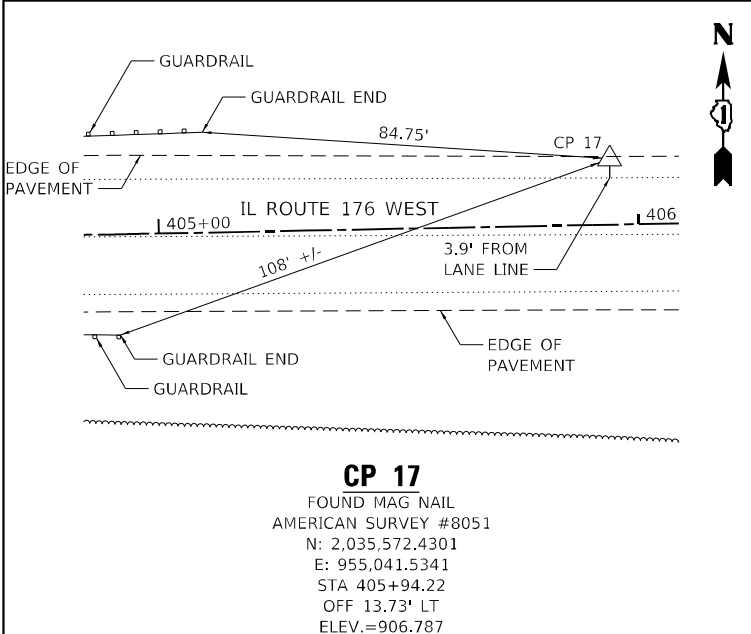 N
GUARDRAIL
GUARDRAIL END
84.75'
CP 17
1
EDGE OF
PAVEMENT
IL ROUTE 176 WEST
405+00
406
108' +/-
3.9' FROM
LANE LINE
GUARDRAIL END
GUARDRAIL
EDGE OF
PAVEMENT
CP 17
FOUND MAG NAIL
AMERICAN SURVEY #8051
N: 2,035,572.4301
E: 955,041.5341
STA 405+94.22
OFF 13.73' LT
ELEV.=906.787